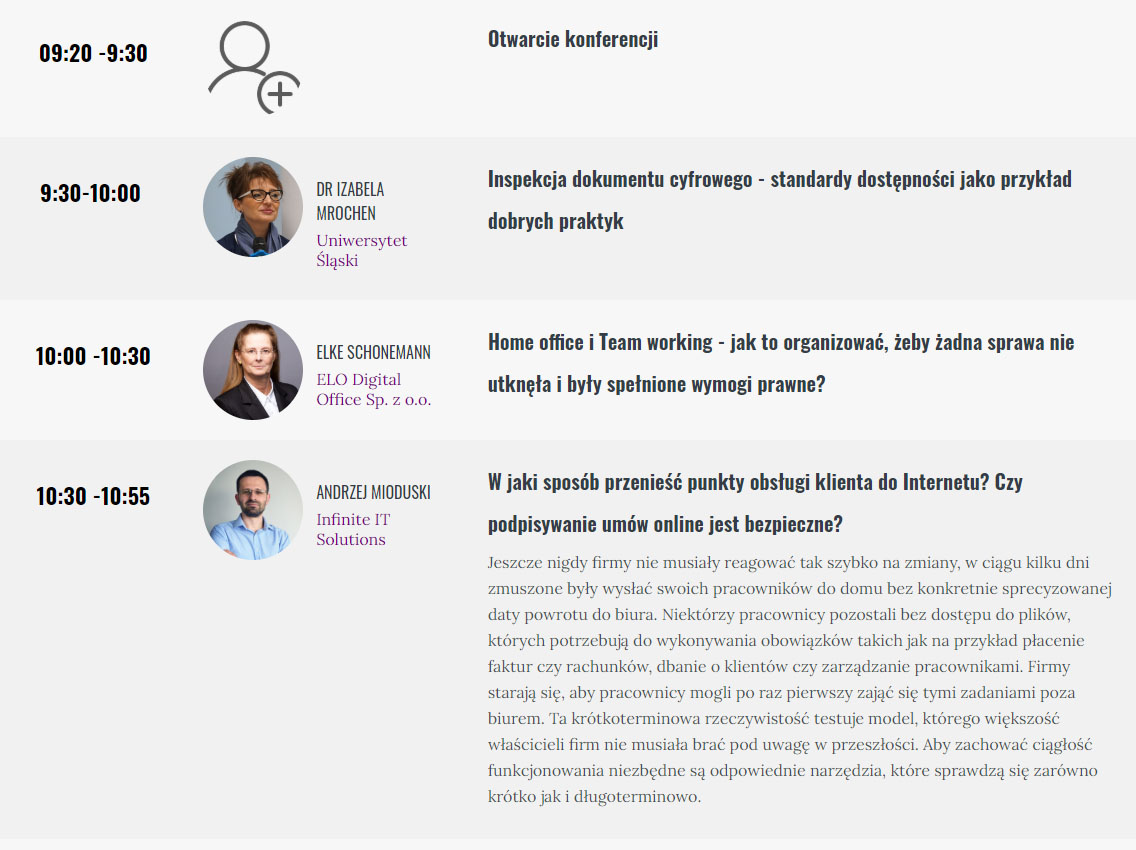 09:20 -9:30
Otwarcie konferencji
9:30-10:00
DR IZABELA
MROCHEN
Uniwersytet
Śląski
Inspekcja dokumentu cyfrowego - standardy dostępności jako przykład
dobrych praktyk
10:00 -10:30
ELKE SCHONEMANN
ELO Digital
Office Sp. z o.o.
Home office i Team working - jak to organizować, żeby żadna sprawa nie
utknęła i były spełnione wymogi prawne?
10:30 -10:55
ANDRZEJ MIODUSKI
Infinite IT
Solutions
W jaki sposób przenieść punkty obsługi klienta do Internetu? Czy
podpisywanie umów online jest bezpieczne?
Jeszcze nigdy firmy nie musiały reagować tak szybko na zmiany, w ciągu kilku dni
zmuszone były wysłać swoich pracowników do domu bez konkretnie sprecyzowanej
daty powrotu do biura. Niektórzy pracownicy pozostali bez dostępu do plików,
których potrzebują do wykonywania obowiązków takich jak na przykład płacenie
faktur czy rachunków, dbanie o klientów czy zarządzanie pracownikami. Firmy
starają się, aby pracownicy mogli po raz pierwszy zająć się tymi zadaniami poza
biurem. Ta krótkoterminowa rzeczywistość testuje model, którego większość
właścicieli firm nie musiała brać pod uwagę w przeszłości. Aby zachować ciągłość
funkcjonowania niezbędne są odpowiednie narzędzia, które sprawdzą się zarówno
krótko jak i długoterminowo.